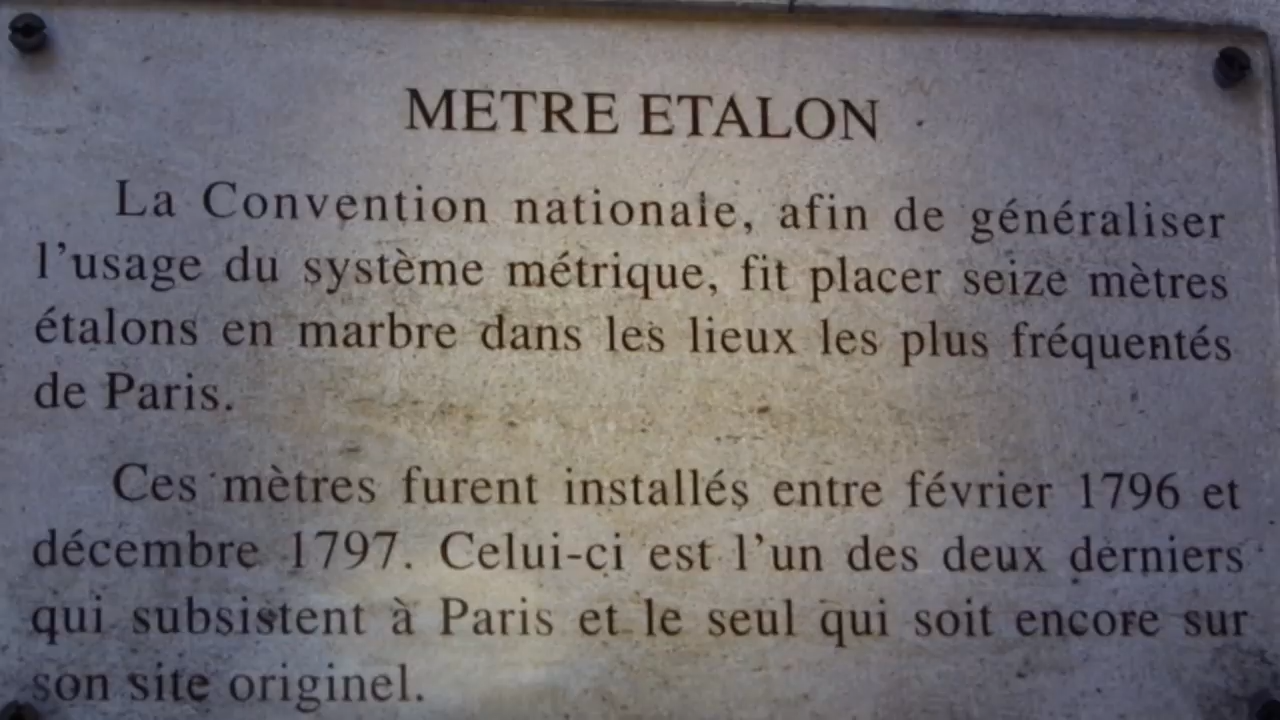 METRE ETALON
La Convention nationale, afin de généraliser
l'usage du système métrique, fit placer seize mètres
étalons en marbre dans les lieux les plus fréquentés
de Paris.
Ces mètres furent installés entre février 1796 et
décembre 1797. Celui-ci est l'un des deux derniers
qui subsistent à Paris et le seul qui soit encore sur
son site originel.